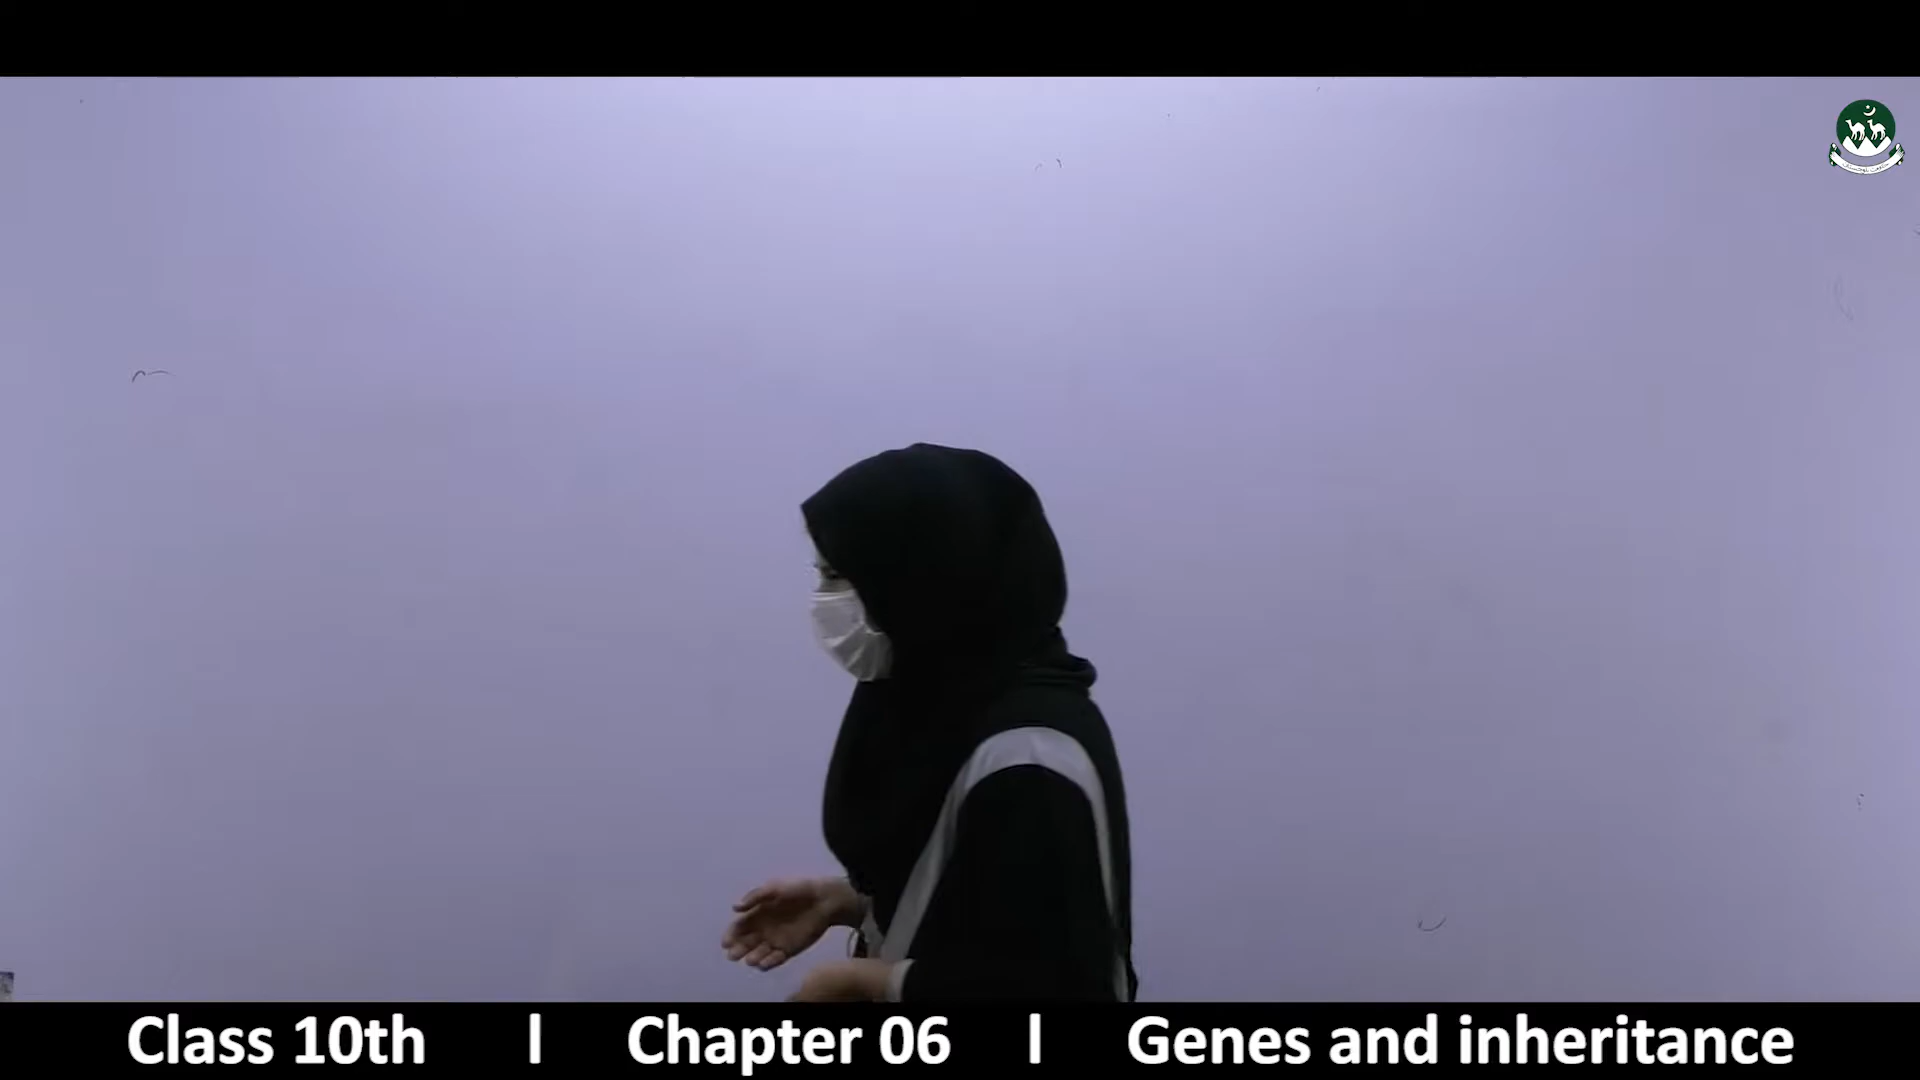 Class 10th l Chapter 06 l Genes and inheritance